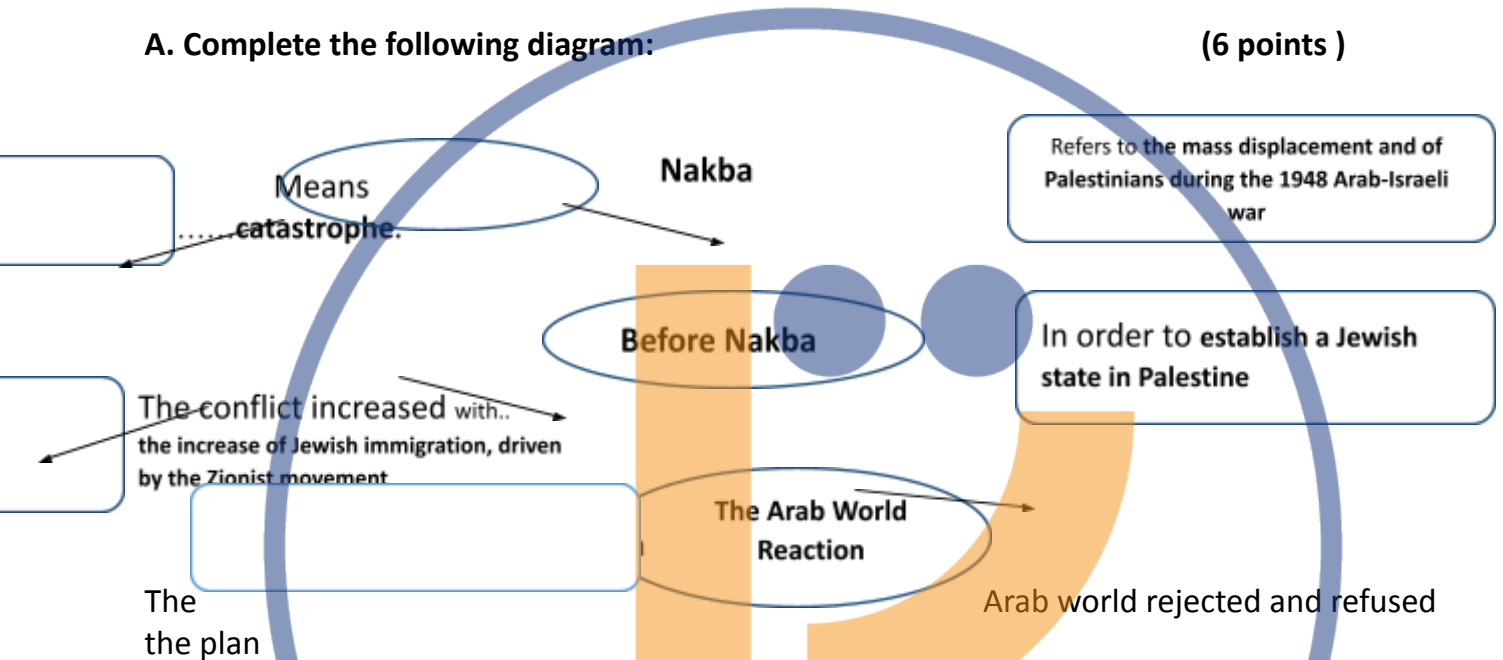 A. Complete the following diagram: (6 points )
Nakba
Means
......catastrophe.
Refers to the mass displacement and of
Palestinians during the 1948 Arab-Israeli
war
Before Nakba
In order to establish a Jewish
state in Palestine
The conflict increased with..
the increase of Jewish immigration, driven
by the Zionist movement
The Arab World
Reaction
The Arab world rejected and refused
the plan